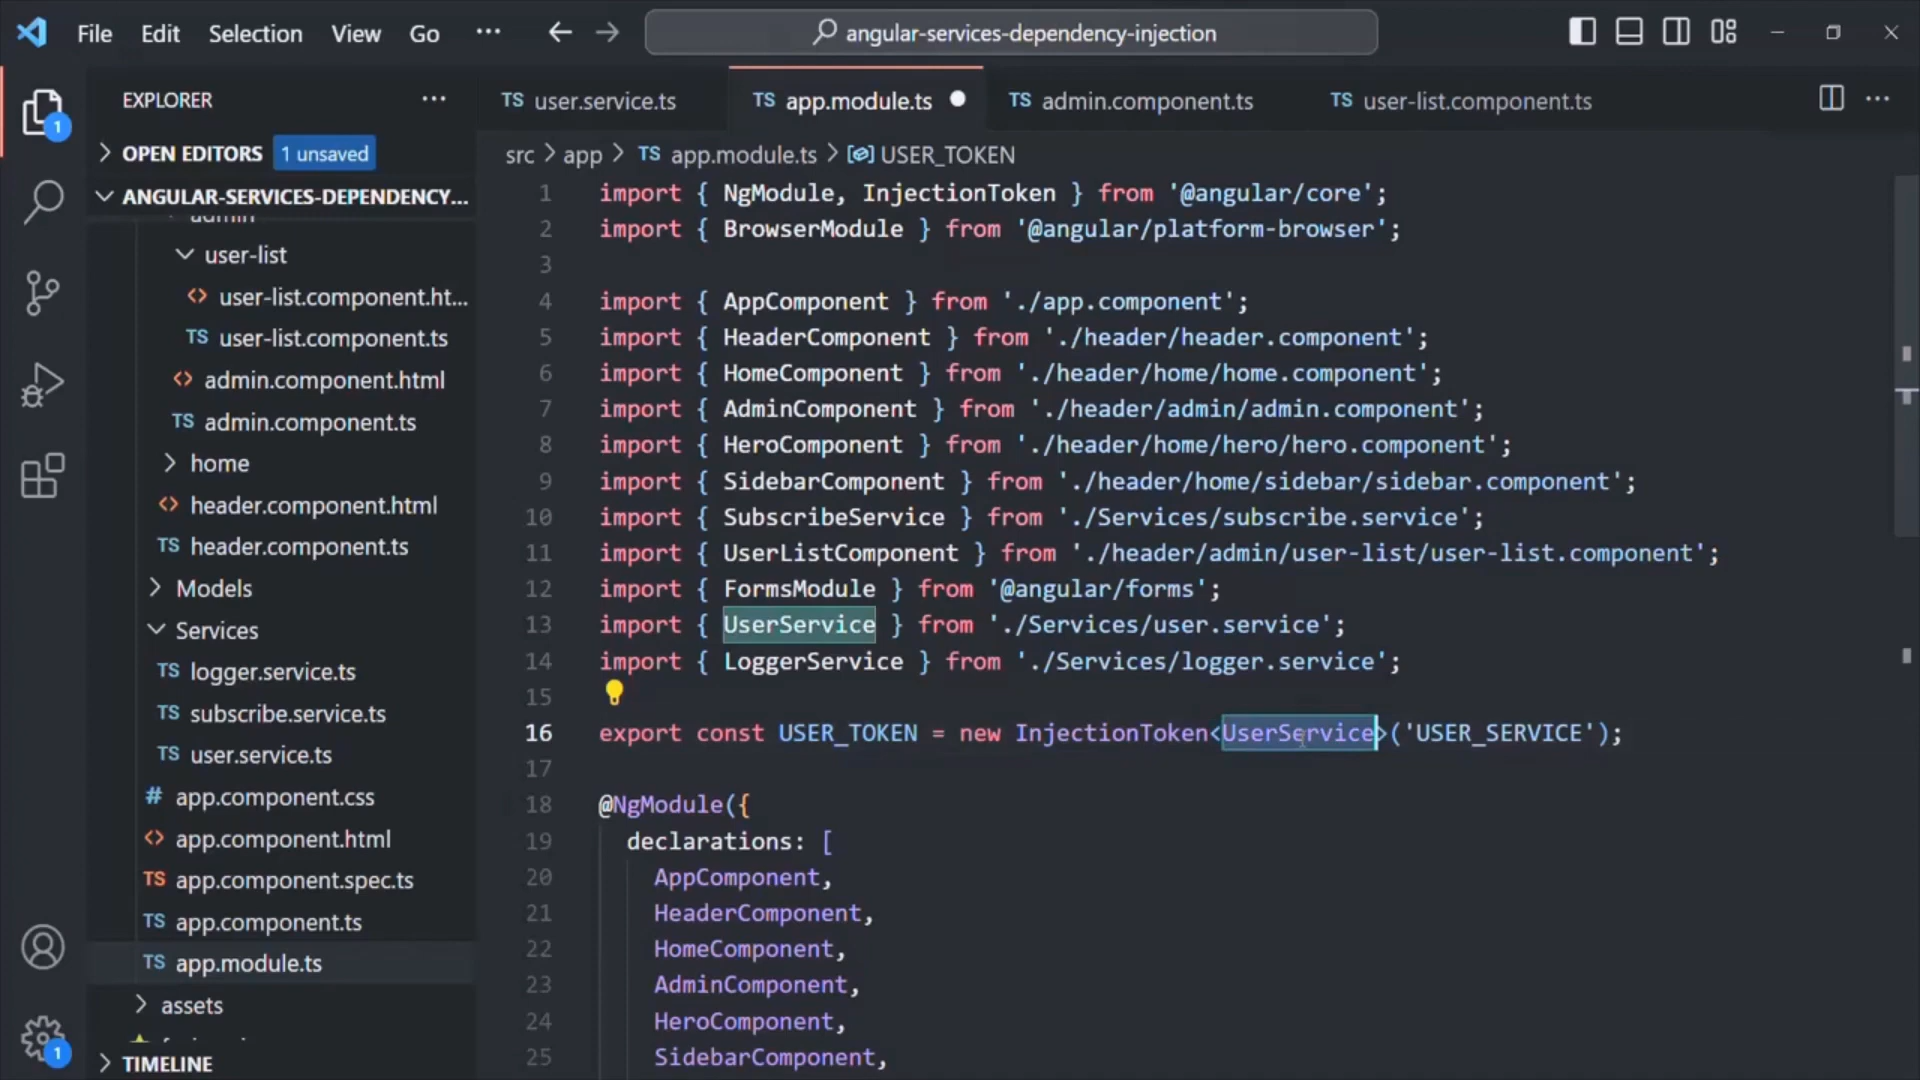 File Edit Selection View Go ··· angular-services-dependency-injection
EXPLORER ···
OPEN EDITORS 1 unsaved
ANGULAR-SERVICES-DEPENDENCY...
admin
user-list
<> user-list.component.ht...
TS user-list.component.ts
<> admin.component.html
TS admin.component.ts
home
<> header.component.html
TS header.component.ts
Models
Services
TS logger.service.ts
TS subscribe.service.ts
TS user.service.ts
# app.component.css
<> app.component.html
TS app.component.spec.ts
TS app.component.ts
TS app.module.ts
assets
TIMELINE
1
1
TS user.service.ts TS app.module.ts TS admin.component.ts TS user-list.component.ts ···
src > app > TS app.module.ts > USER_TOKEN
1 import { NgModule, InjectionToken } from '@angular/core';
2 import { BrowserModule } from '@angular/platform-browser';
3
4 import { AppComponent } from './app.component';
5 import { HeaderComponent } from './header/header.component';
6 import { HomeComponent } from './header/home/home.component';
7 import { AdminComponent } from './header/admin/admin.component';
8 import { HeroComponent } from './header/home/hero/hero.component';
9 import { SidebarComponent } from './header/home/sidebar/sidebar.component';
10 import { SubscribeService } from './Services/subscribe.service';
11 import { UserListComponent } from './header/admin/user-list/user-list.component';
12 import { FormsModule } from '@angular/forms';
13 import { UserService } from './Services/user.service';
14 import { LoggerService } from './Services/logger.service';
15
16 export const USER_TOKEN = new InjectionToken<UserService>('USER_SERVICE');
17
18 @NgModule({
19 declarations: [
20 AppComponent,
21 HeaderComponent,
22 HomeComponent,
23 AdminComponent,
24 HeroComponent,
25 SidebarComponent,